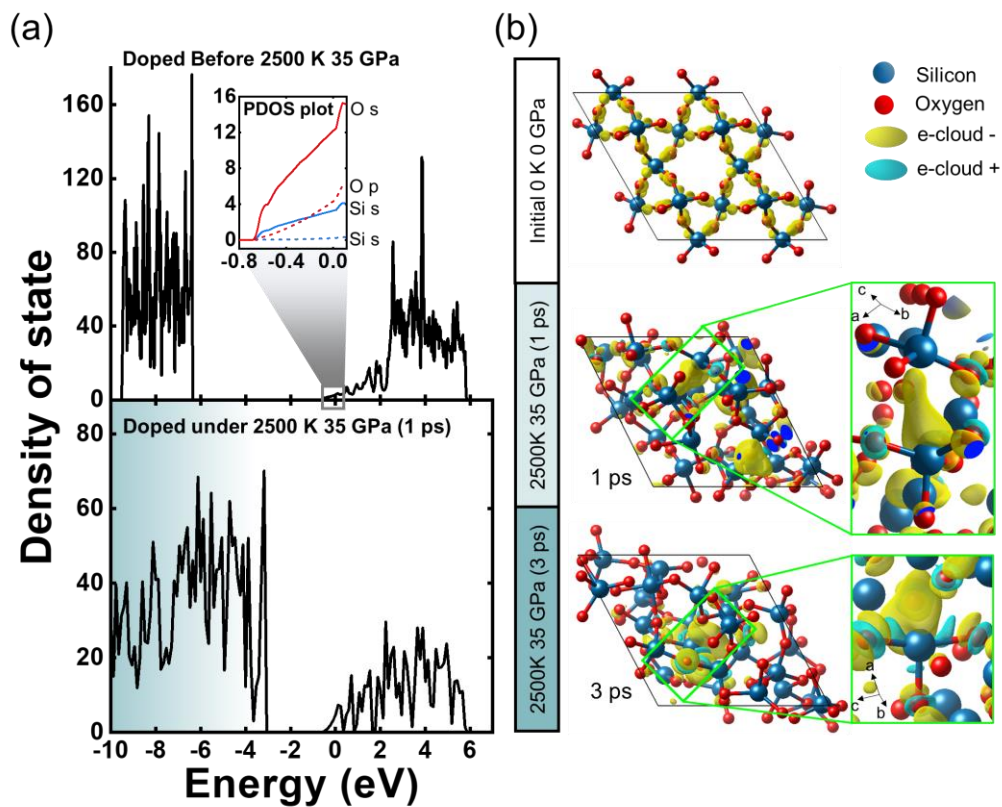 (a)
Doped Before 2500 K 35 GPa
160
120
80
40
0
PDOS plot
16
12
8
4
0
-0.8
-0.4
0.0
O s
O p
Si s
Si s
Doped under 2500 K 35 GPa (1 ps)
80
60
40
20
0
-10
-8
-6
-4
-2
0
2
4
6
Density of state
Energy (eV)
(b)
Initial 0 K 0 GPa
2500K 35 GPa (1 ps)
2500K 35 GPa (3 ps)
Silicon
Oxygen
e-cloud -
e-cloud +
1 ps
c
a
b
3 ps
a
c
b